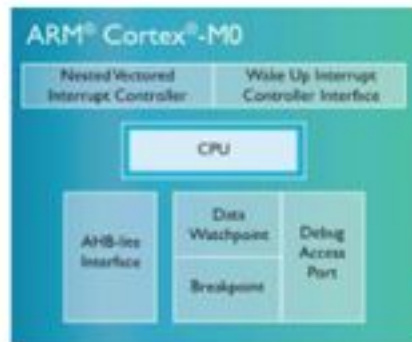 ARM® Cortex®-M0
Nested Vectored
Interrupt Controller
Wake Up Interrupt
Controller Interface
CPU
AHB-lite
Interface
Data
Watchpoint
Breakpoint
Debug
Access
Port